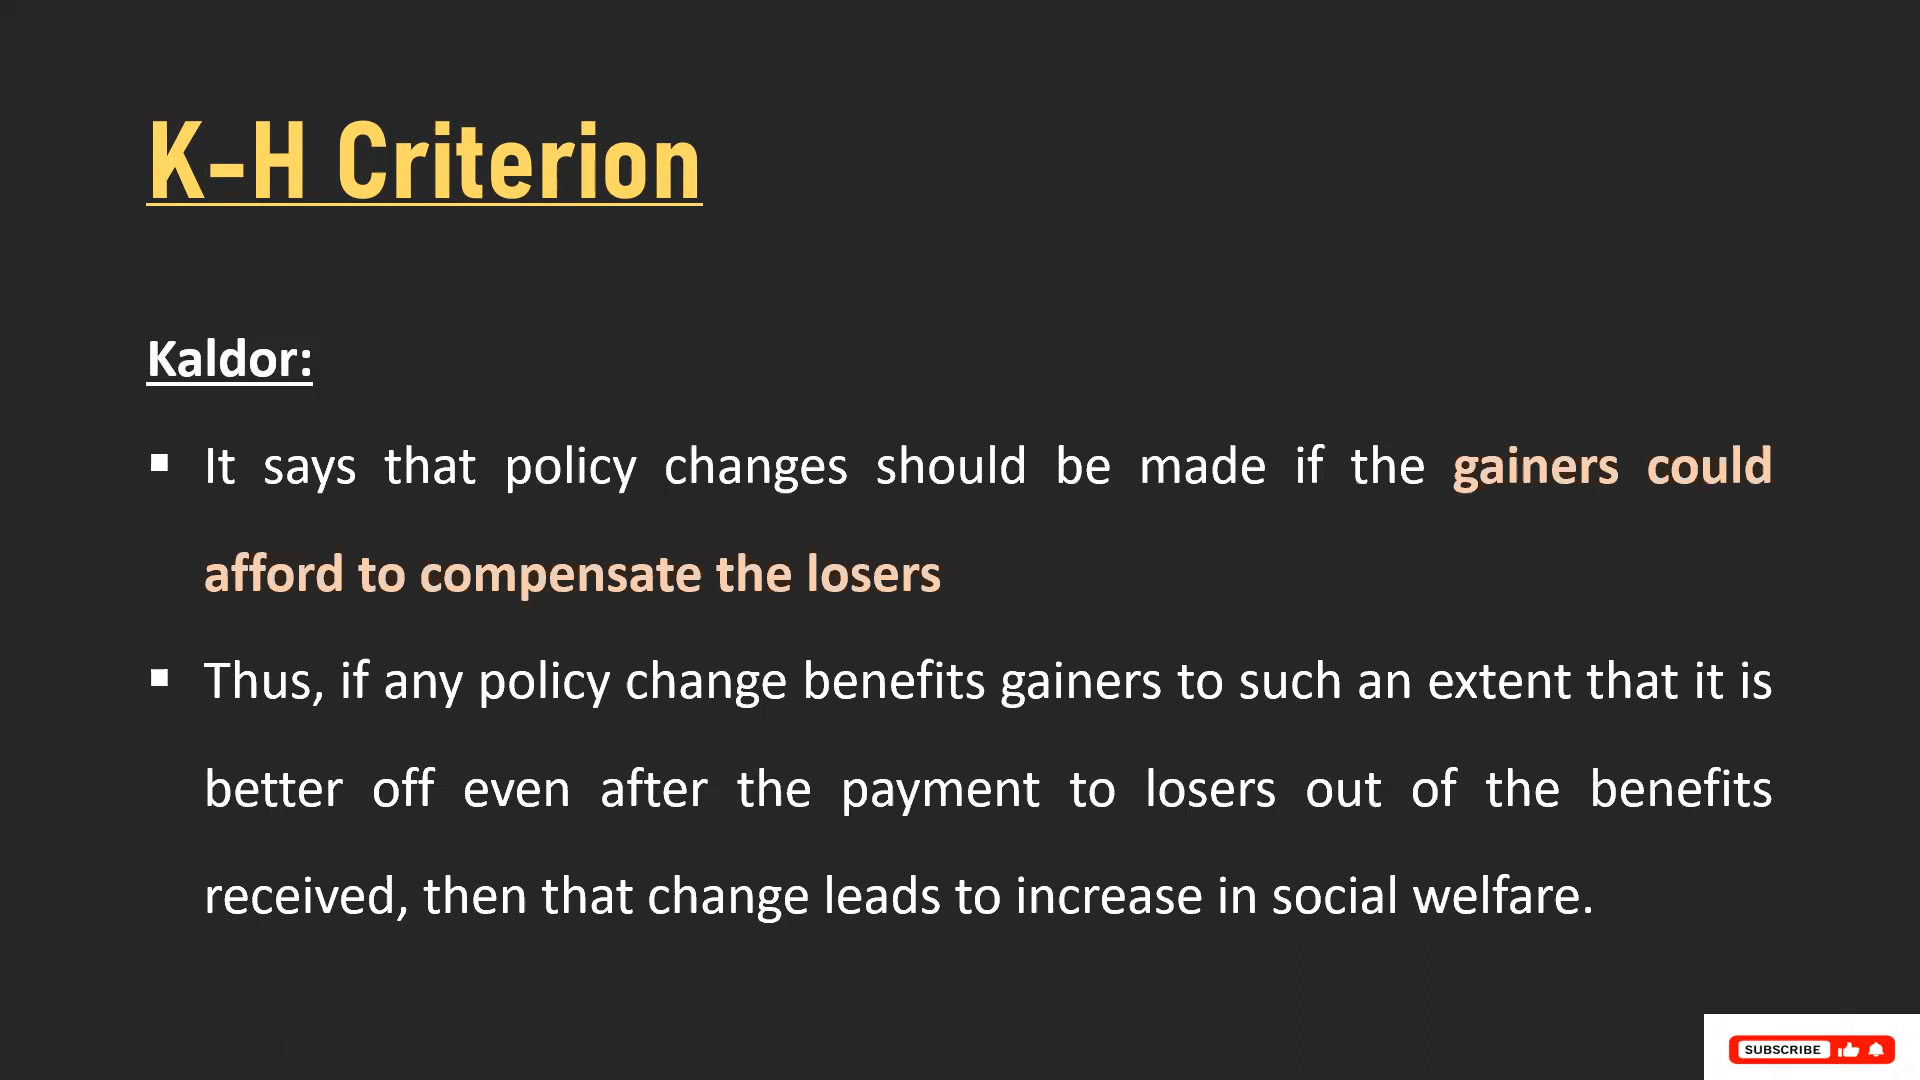 K-H Criterion
Kaldor:
▪ It says that policy changes should be made if the gainers could
afford to compensate the losers
▪ Thus, if any policy change benefits gainers to such an extent that it is
better off even after the payment to losers out of the benefits
received, then that change leads to increase in social welfare.
SUBSCRIBE